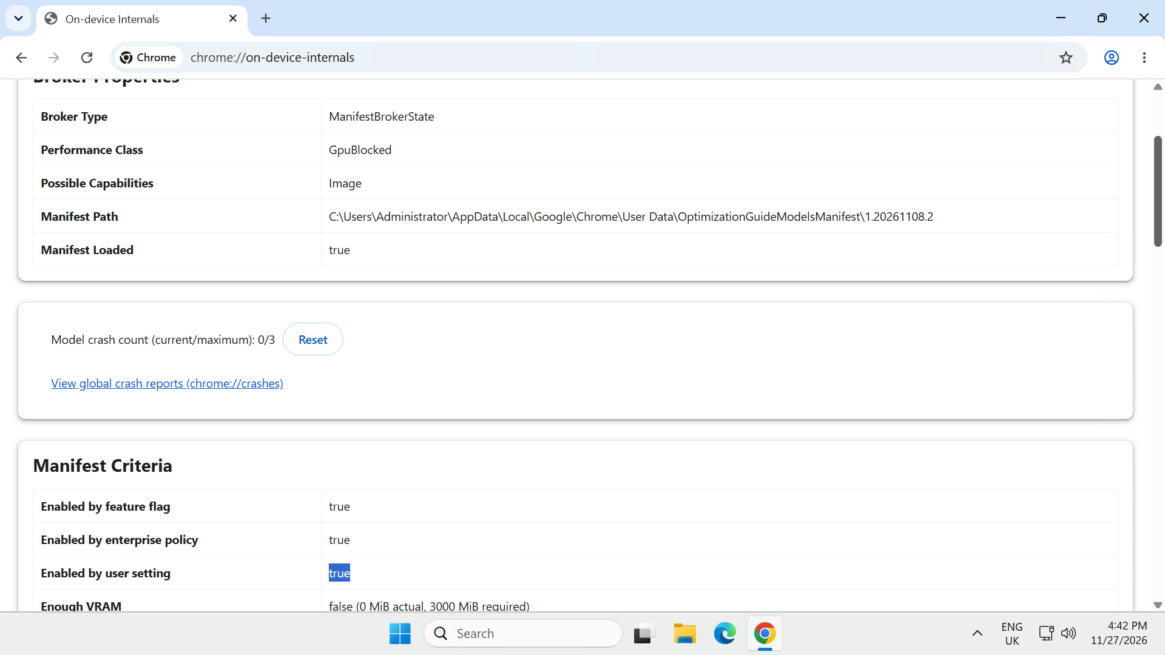 On-device Internals
Chrome chrome://on-device-internals
Broker Properties
Broker Type ManifestBrokerState
Performance Class GpuBlocked
Possible Capabilities Image
Manifest Path C:\Users\Administrator\AppData\Local\Google\Chrome\User Data\OptimizationGuideModelsManifest\1.20261108.2
Manifest Loaded true
Model crash count (current/maximum): 0/3 Reset
View global crash reports (chrome://crashes)
Manifest Criteria
Enabled by feature flag true
Enabled by enterprise policy true
Enabled by user setting true
Enough VRAM false (0 MiB actual, 3000 MiB required)
Search
ENG
UK
4:42 PM
11/27/2026